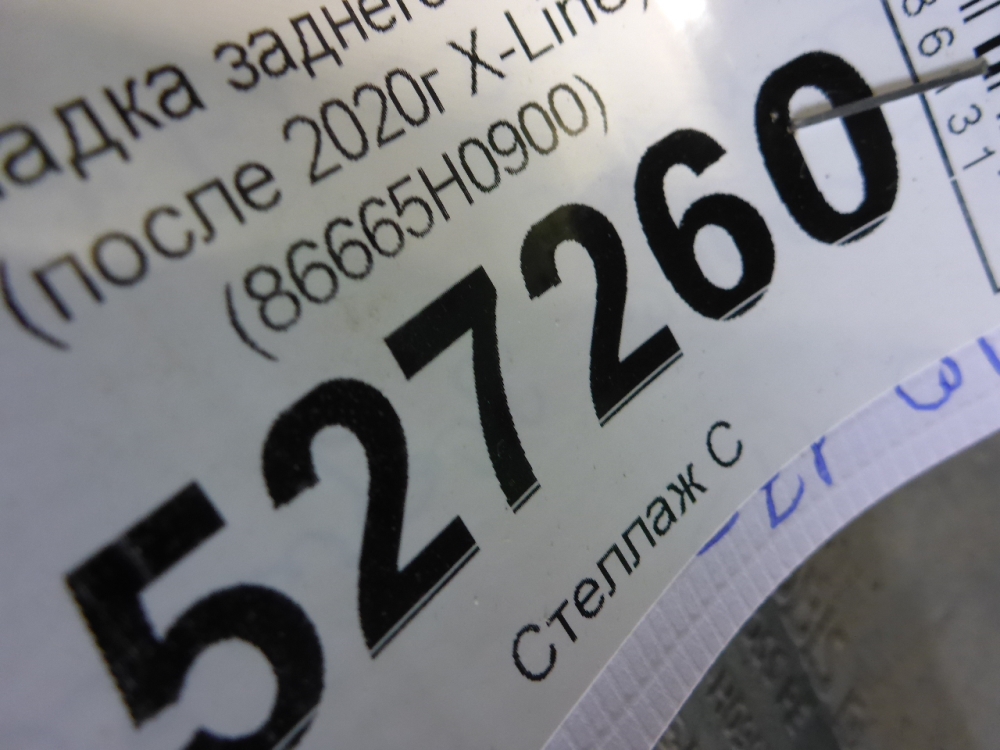 адка заднего
(после 2020г X-Line)
(86665H0900)
527260
Стеллаж С